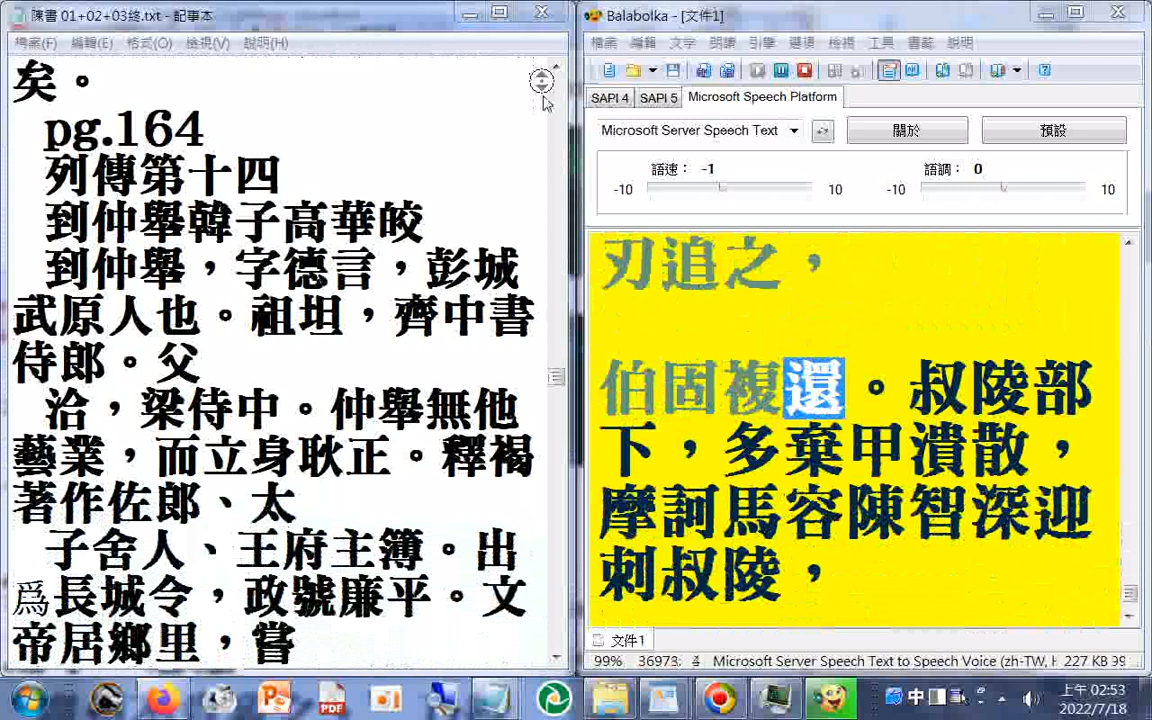 陳書 01+02+03終.txt - 記事本
檔案(F) 編輯(E) 格式(O) 檢視(V) 說明(H)
矣。
pg.164
列傳第十四
到仲舉韓子高華皎
到仲舉，字德言，彭城
武原人也。祖坦，齊中書
侍郎。父
洽，梁侍中。仲舉無他
藝業，而立身耿正。釋褐
著作佐郎、太
子舍人、王府主簿。出
爲長城令，政號廉平。文
帝居鄉里，嘗
Balabolka - [文件1]
檔案 編輯 文字 朗讀 引擎 選項 檢視 工具 書籤 說明
SAPI 4 SAPI 5 Microsoft Speech Platform
Microsoft Server Speech Text 關於 預設
語速： -1 語調： 0
-10 10 -10 10
刃追之，
伯固複還。叔陵部
下，多棄甲潰散，
摩訶馬容陳智深迎
刺叔陵，
文件1
99% 36973: 4 Microsoft Server Speech Text to Speech Voice (zh-TW, H 227 KB 99
中 上午 02:53
2022/7/18